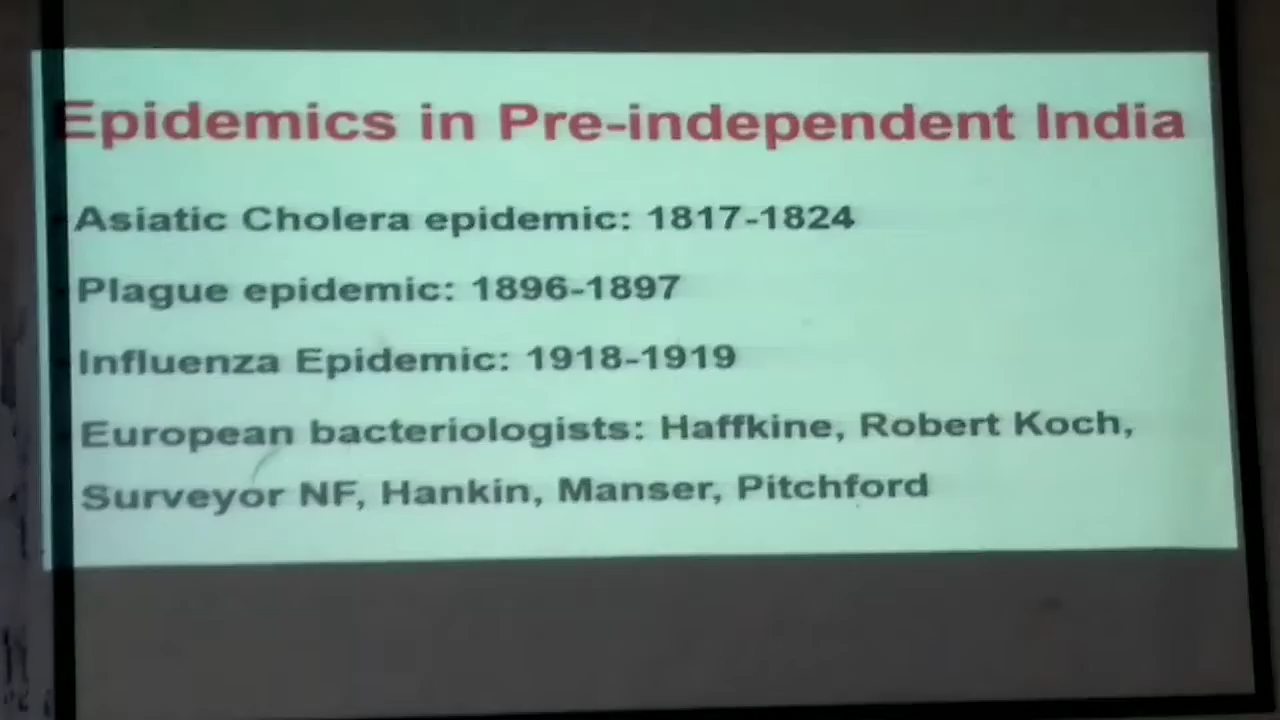 Epidemics in Pre-independent India
Asiatic Cholera epidemic: 1817-1824
Plague epidemic: 1896-1897
Influenza Epidemic: 1918-1919
European bacteriologists: Haffkine, Robert Koch,
Surveyor NF, Hankin, Manser, Pitchford